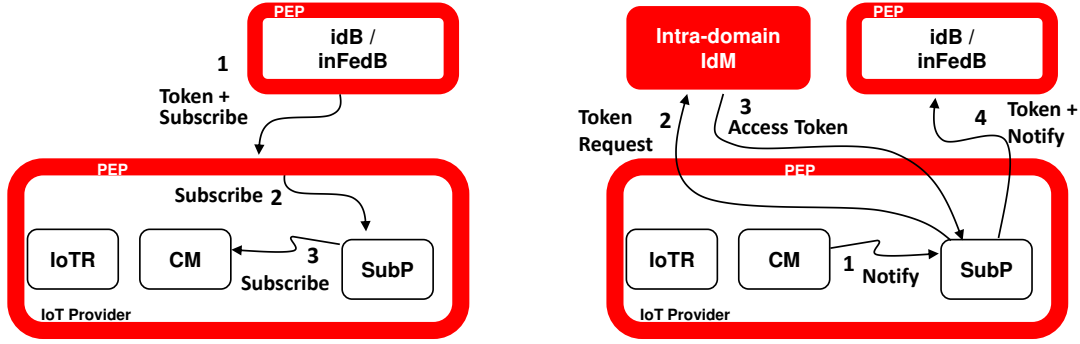 PEP
idB /
inFedB
1
Token +
Subscribe
PEP
Subscribe 2
IoTR
CM
SubP
3
Subscribe
IoT Provider
Intra-domain
IdM
PEP
idB /
inFedB
Token
Request
2
3
Access Token
4
Token +
Notify
PEP
IoTR
CM
SubP
1
Notify
IoT Provider